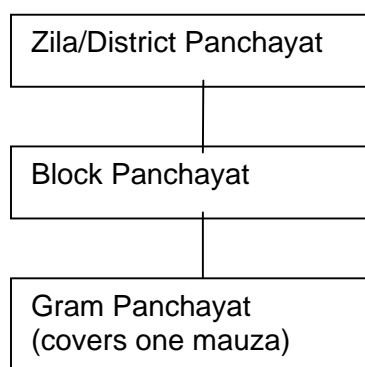 Zila/District Panchayat
Block Panchayat
Gram Panchayat
(covers one mauza)